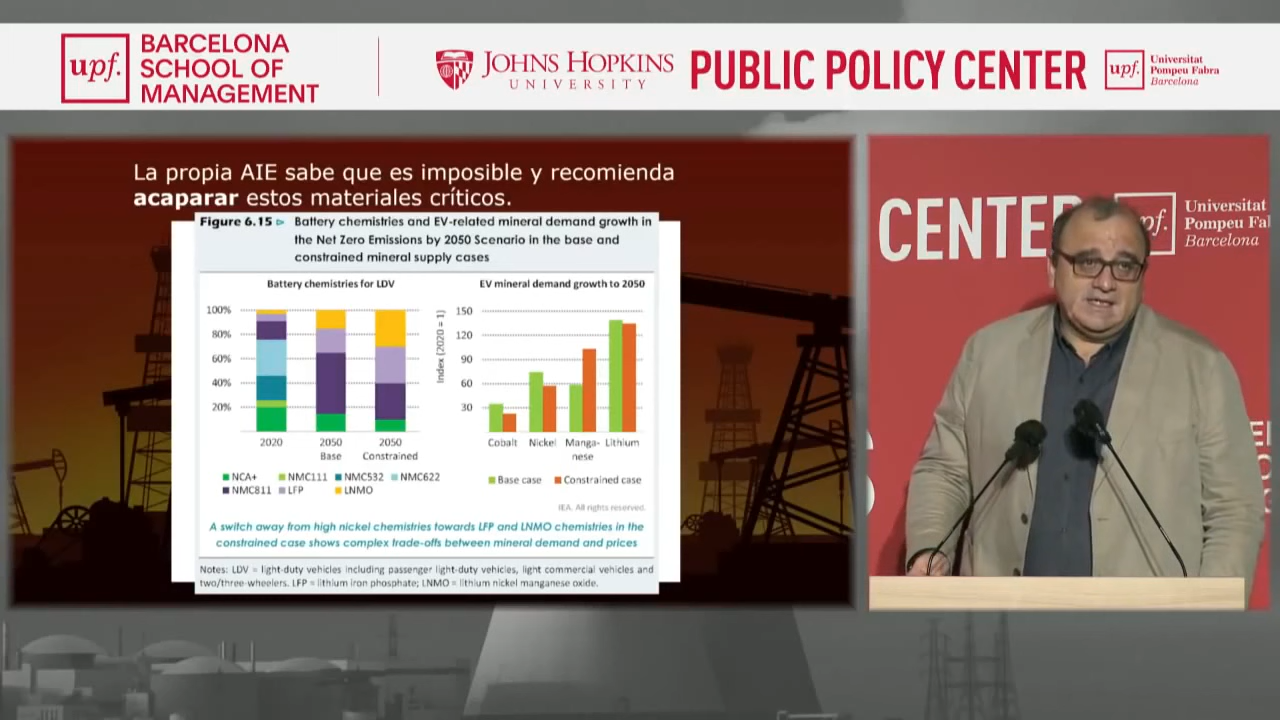 upf.
BARCELONA
SCHOOL OF
MANAGEMENT
JOHNS HOPKINS
UNIVERSITY
PUBLIC POLICY CENTER
upf.
Universitat
Pompeu Fabra
Barcelona
La propia AIE sabe que es imposible y recomienda
acaparar estos materiales críticos.
Figure 6.15 ▷ Battery chemistries and EV-related mineral demand growth in
the Net Zero Emissions by 2050 Scenario in the base and
constrained mineral supply cases
Battery chemistries for LDV
100%
80%
60%
40%
20%
2020
2050
Base
2050
Constrained
NCA+ NMC111 NMC532 NMC622
NMC811 LFP LNMO
EV mineral demand growth to 2050
Index (2020 = 1)
150
120
90
60
30
Cobalt
Nickel
Manga-
nese
Lithium
Base case Constrained case
IEA. All rights reserved.
A switch away from high nickel chemistries towards LFP and LNMO chemistries in the
constrained case shows complex trade-offs between mineral demand and prices
Notes: LDV = light-duty vehicles including passenger light-duty vehicles, light commercial vehicles and
two/three-wheelers. LFP = lithium iron phosphate; LNMO = lithium nickel manganese oxide.
CENTE
pf.
Universitat
Pompeu Fa
Barcelona